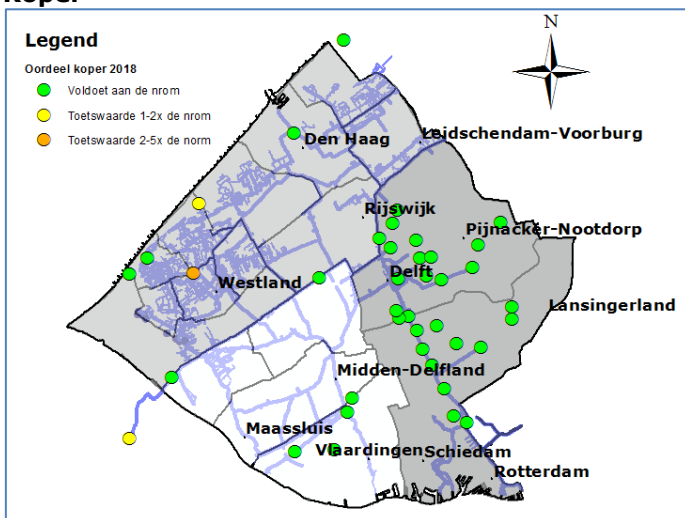 Koper
Legend
Oordeel koper 2018
Voldoet aan de nrom
Toetswaarde 1-2x de nrom
Toetswaarde 2-5x de norm
N
Den Haag
Leidschendam-Voorburg
Rijswijk
Pijnacker-Nootdorp
Delft
Westland
Lansingerland
Midden-Delfland
Maassluis
Vlaardingen
Schiedam
Rotterdam